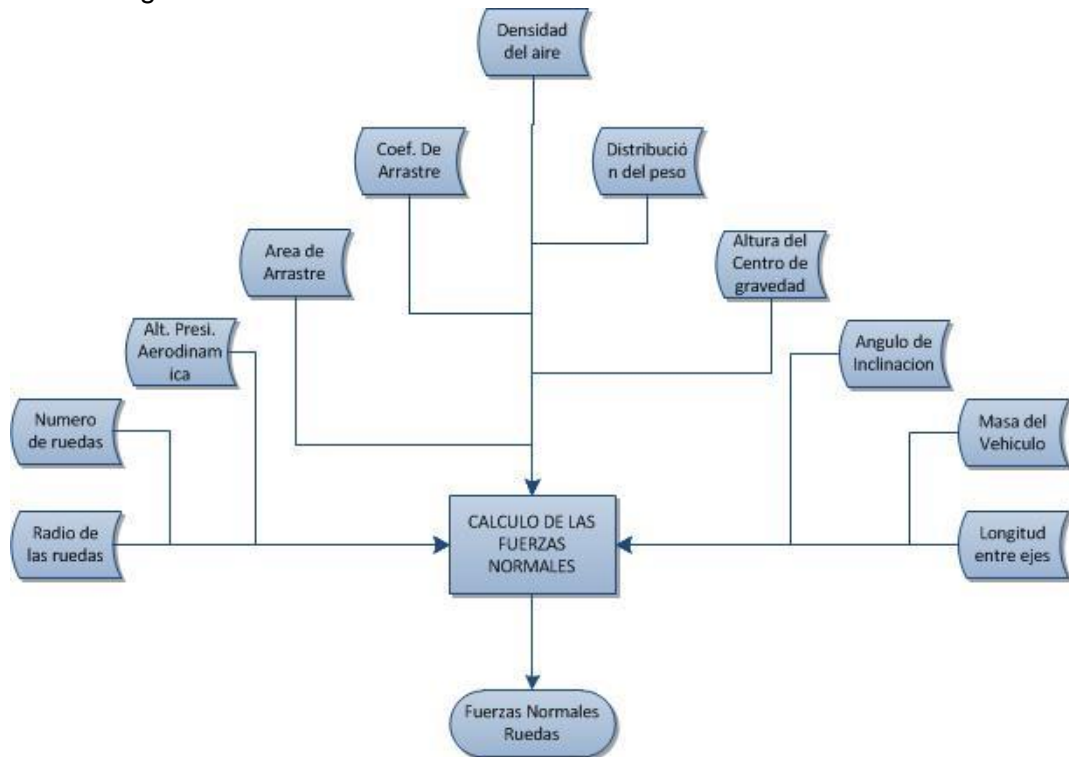 Densidad
del aire
Coef. De
Arrastre
Distribució
n del peso
Area de
Arrastre
Altura del
Centro de
gravedad
Alt. Presi.
Aerodinam
ica
Angulo de
Inclinacion
Numero
de ruedas
Masa del
Vehiculo
Radio de
las ruedas
CALCULO DE LAS
FUERZAS
NORMALES
Longitud
entre ejes
Fuerzas Normales
Ruedas